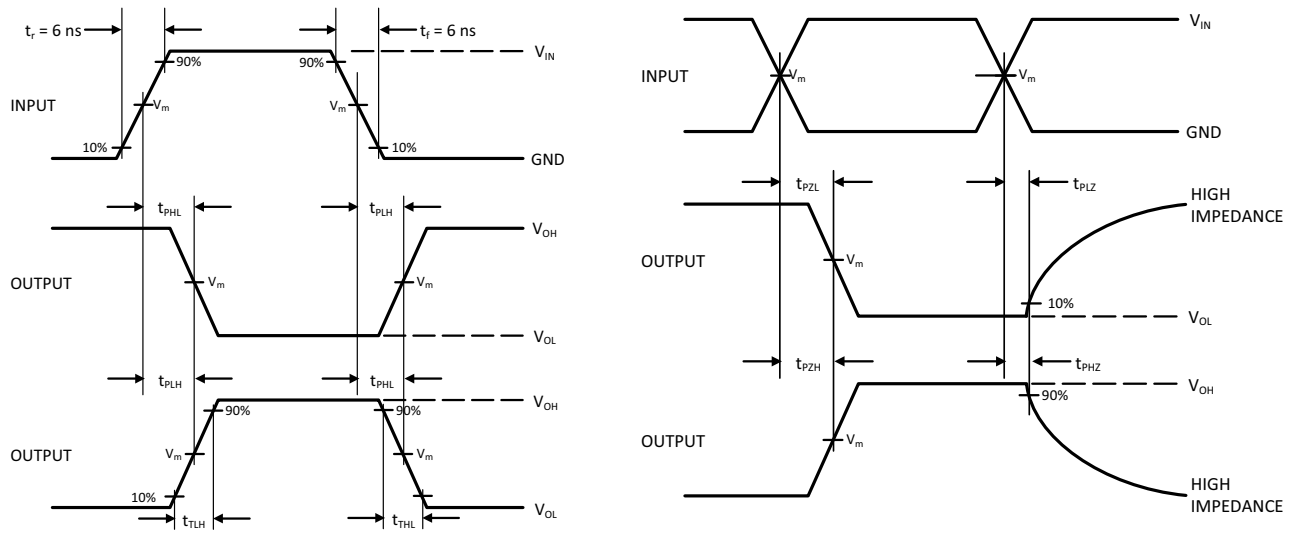 tr = 6 ns
tf = 6 ns
VIN
90%
90%
INPUT
Vm
Vm
10%
10%
GND
tPHL
tPLH
VOH
OUTPUT
Vm
Vm
VOL
tPLH
tPHL
VOH
90%
90%
OUTPUT
Vm
Vm
10%
VOL
tTLH
tTHL
VIN
INPUT
Vm
Vm
GND
tPZL
tPLZ
HIGH
IMPEDANCE
OUTPUT
Vm
10%
VOL
tPZH
tPHZ
VOH
90%
OUTPUT
Vm
HIGH
IMPEDANCE